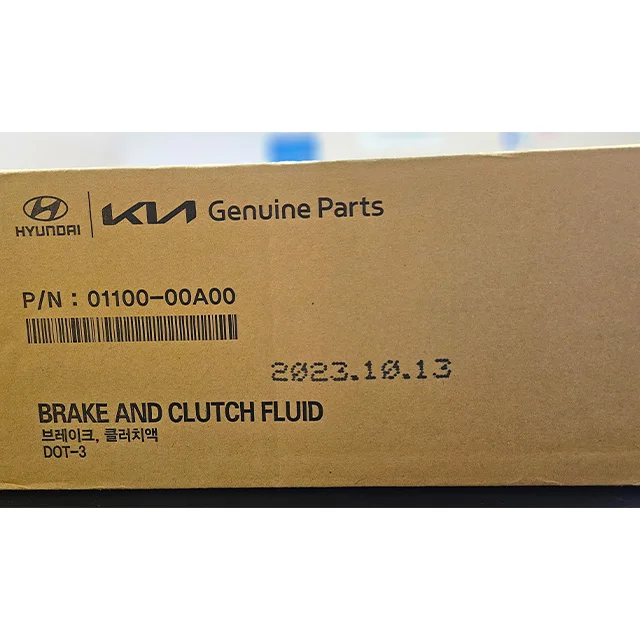 HYUNDAI KIA Genuine Parts
P/N : 01100-00A00
2023.10.13
BRAKE AND CLUTCH FLUID
브레이크, 클러치액
DOT-3